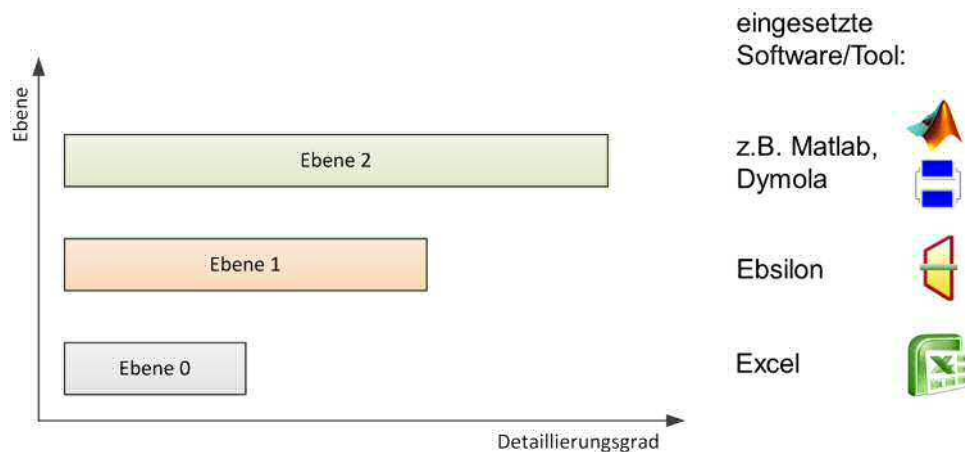 eingesetzte
Software/Tool:
Ebene
Ebene 2
z.B. Matlab,
Dymola
Ebene 1
Ebsilon
Ebene 0
Excel
Detaillierungsgrad